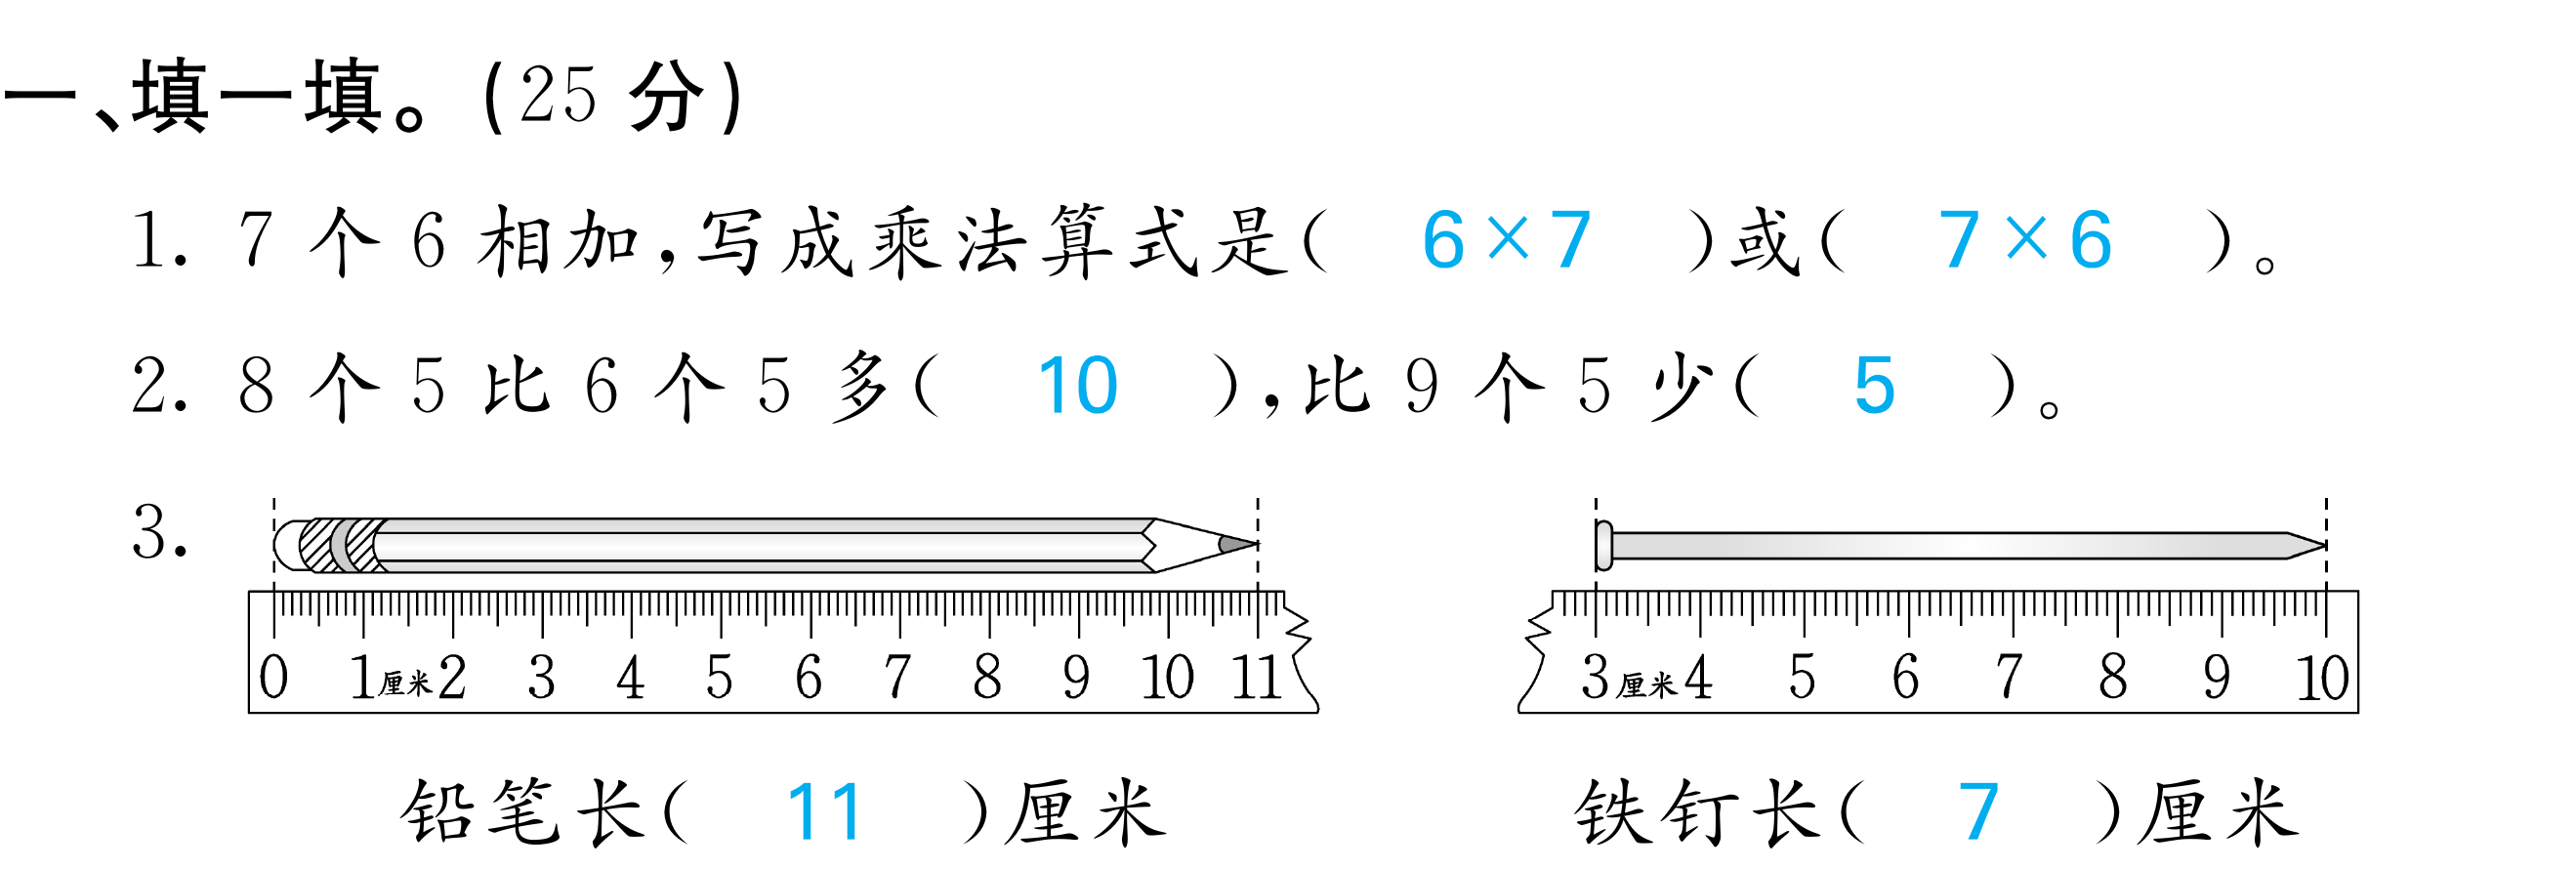 一、填一填。(25 分)
1. 7 个 6 相加,写成乘法算式是( 6×7 )或( 7×6 )。
2. 8 个 5 比 6 个 5 多( 10 ),比 9 个 5 少( 5 )。
3.
0 1厘米2 3 4 5 6 7 8 9 10 11
3厘米4 5 6 7 8 9 10
铅笔长( 11 )厘米
铁钉长( 7 )厘米